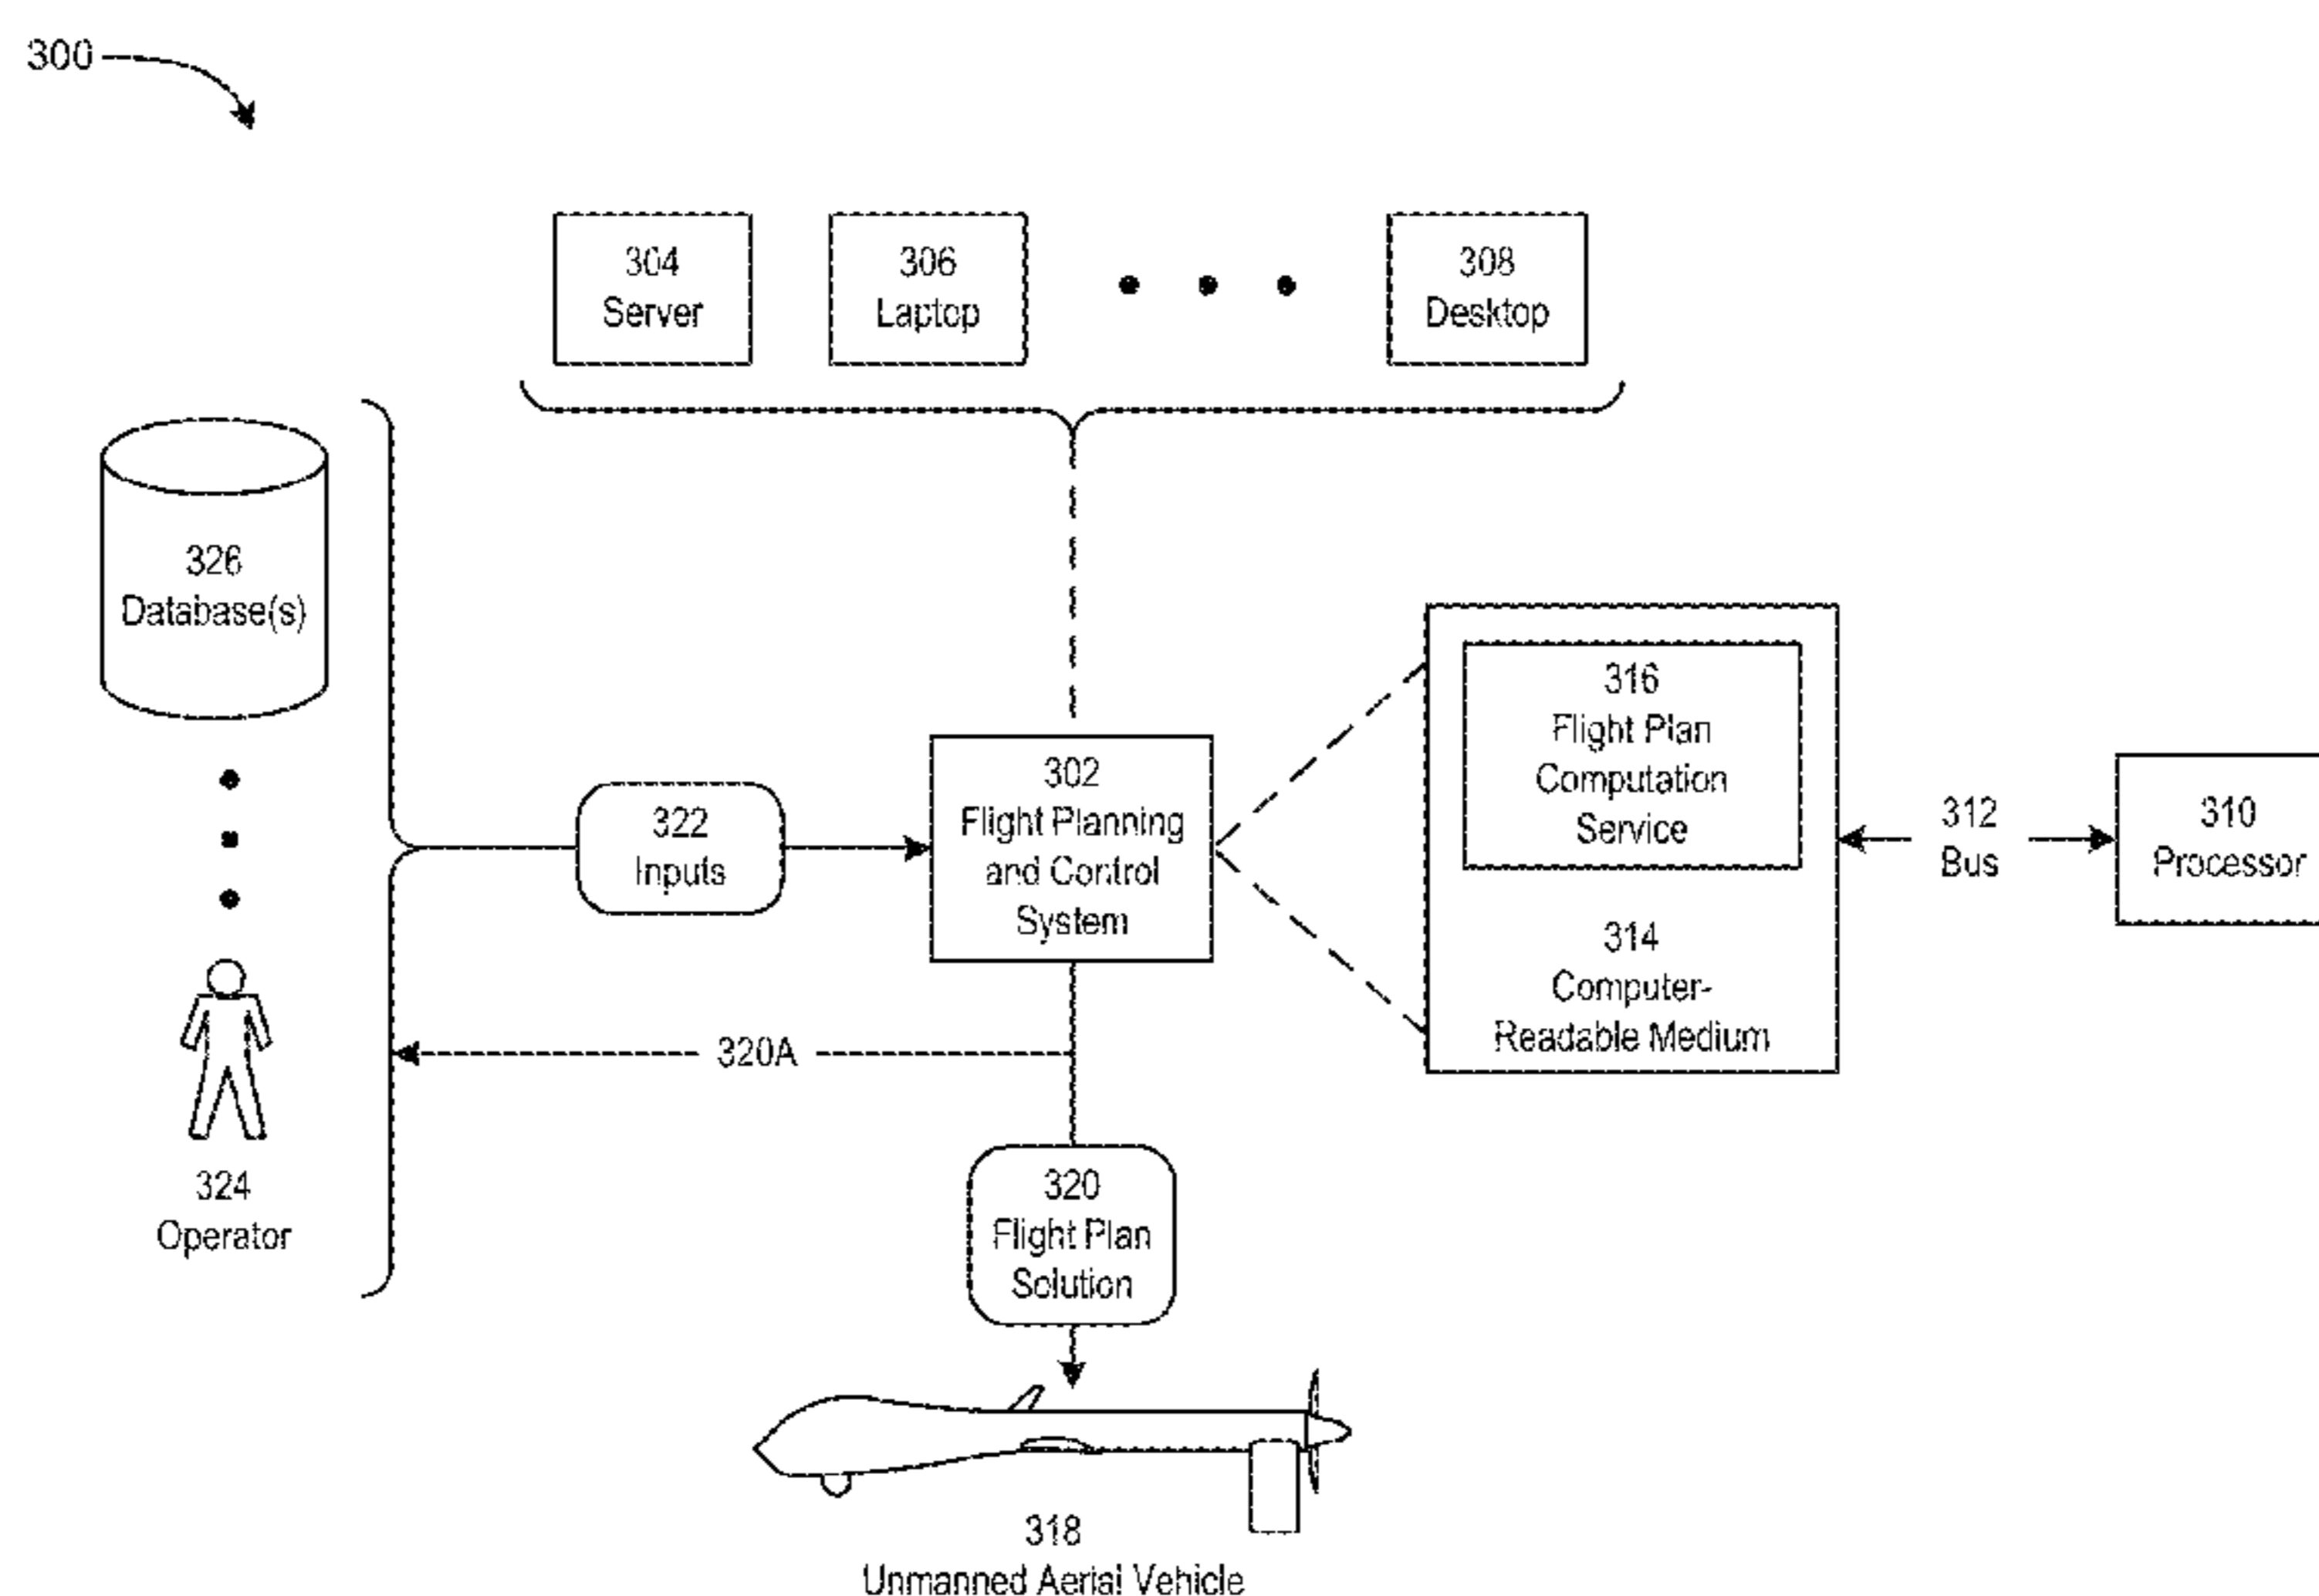 300
304
Server
306
Laptop
308
Desktop
326
Database(s)
322
Inputs
302
Flight Planning
and Control
System
316
Flight Plan
Computation
Service
314
Computer-
Readable Medium
312
Bus
310
Processor
320A
324
Operator
320
Flight Plan
Solution
318
Unmanned Aerial Vehicle